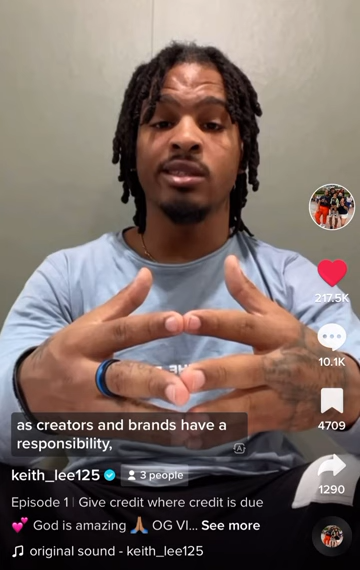 217.5K
10.1K
as creators and brands have a
responsibility,
4709
keith_lee125
3 people
1290
Episode 1 | Give credit where credit is due
💕 God is amazing 🙏🏾 OG VI... See more
original sound - keith_lee125